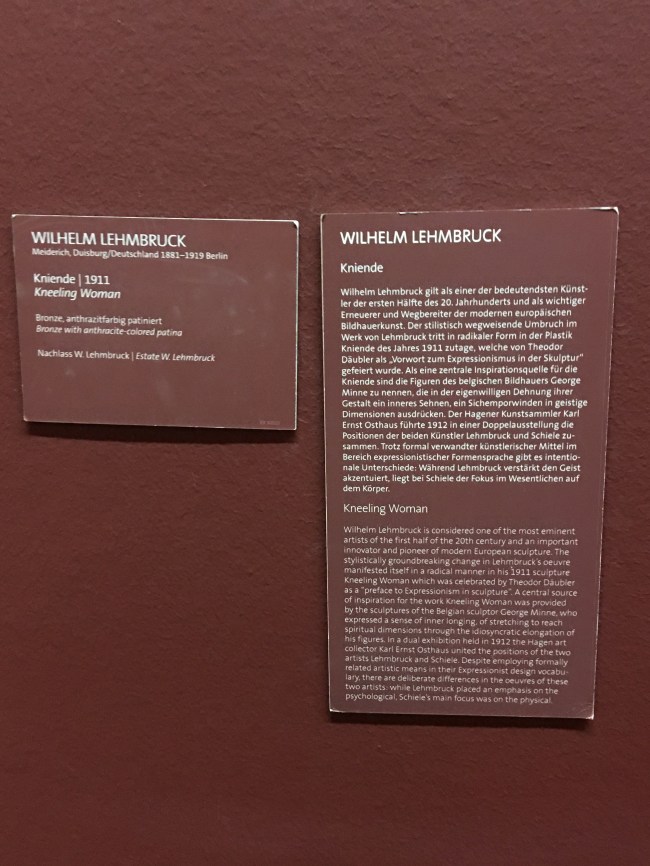 WILHELM LEHMBRUCK
Meiderich, Duisburg/Deutschland 1881–1919 Berlin
Kniende | 1911
Kneeling Woman
Bronze, anthrazitfarbig patiniert
Bronze with anthracite-colored patina
Nachlass W. Lehmbruck | Estate W. Lehmbruck
WILHELM LEHMBRUCK
Kniende
Wilhelm Lehmbruck gilt als einer der bedeutendsten Künst-
ler der ersten Hälfte des 20. Jahrhunderts und als wichtiger
Erneuerer und Wegbereiter der modernen europäischen
Bildhauerkunst. Der stilistisch wegweisende Umbruch im
Werk von Lehmbruck tritt in radikaler Form in der Plastik
Kniende des Jahres 1911 zutage, welche von Theodor
Däubler als „Vorwort zum Expressionismus in der Skulptur“
gefeiert wurde. Als eine zentrale Inspirationsquelle für die
Kniende sind die Figuren des belgischen Bildhauers George
Minne zu nennen, die in der eigenwilligen Dehnung ihrer
Gestalt ein inneres Sehnen, ein Sichemporwinden in geistige
Dimensionen ausdrücken. Der Hagener Kunstsammler Karl
Ernst Osthaus führte 1912 in einer Doppelausstellung die
Positionen der beiden Künstler Lehmbruck und Schiele zu-
sammen. Trotz formal verwandter künstlerischer Mittel im
Bereich expressionistischer Formensprache gibt es intentio-
nale Unterschiede: Während Lehmbruck verstärkt den Geist
akzentuiert, liegt bei Schiele der Fokus im Wesentlichen auf
dem Körper.
Kneeling Woman
Wilhelm Lehmbruck is considered one of the most eminent
artists of the first half of the 20th century and an important
innovator and pioneer of modern European sculpture. The
stylistically groundbreaking change in Lehmbruck's oeuvre
manifested itself in a radical manner in his 1911 sculpture
Kneeling Woman which was celebrated by Theodor Däubler
as a "preface to Expressionism in sculpture". A central source
of inspiration for the work Kneeling Woman was provided
by the sculptures of the Belgian sculptor George Minne, who
expressed a sense of inner longing, of stretching to reach
spiritual dimensions through the idiosyncratic elongation of
his figures. In a dual exhibition held in 1912 the Hagen art
collector Karl Ernst Osthaus united the positions of the two
artists Lehmbruck and Schiele. Despite employing formally
related artistic means in their Expressionist design vocabu-
lary, there are deliberate differences in the oeuvres of these
two artists: while Lehmbruck placed an emphasis on the
psychological, Schiele's main focus was on the physical.